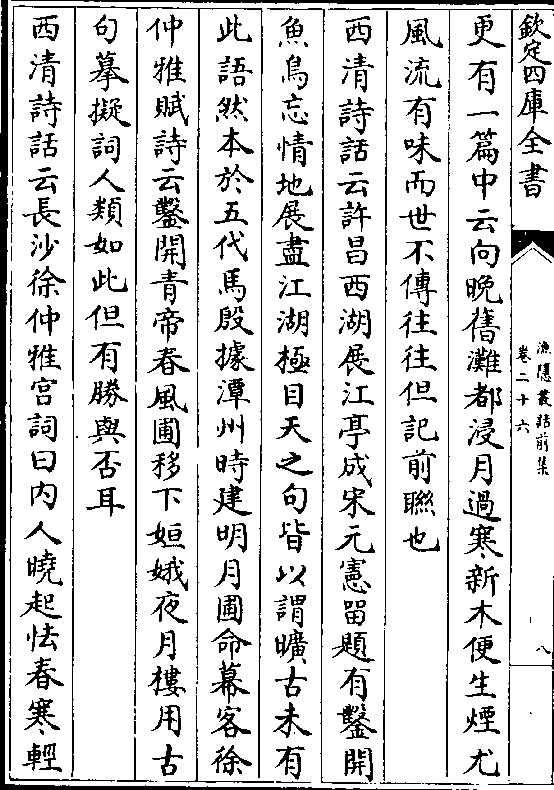 欽定四庫全書
漁隱叢話前集
卷二十六
八
更有一篇中云向晚舊灘都浸月過寒新木便生煙尤
風流有味而世不傳往往但記前聯也
西清詩話云許昌西湖展江亭成宋元憲留題有鑿開
魚鳥忘情地展盡江湖極目天之句皆以謂曠古未有
此語然本於五代馬殷據潭州時建明月圃命幕客徐
仲雅賦詩云鑿開青帝春風圃移下姮娥夜月樓用古
句摹擬詞人類如此但有勝與否耳
西清詩話云長沙徐仲雅宮詞曰內人曉起怯春寒輕